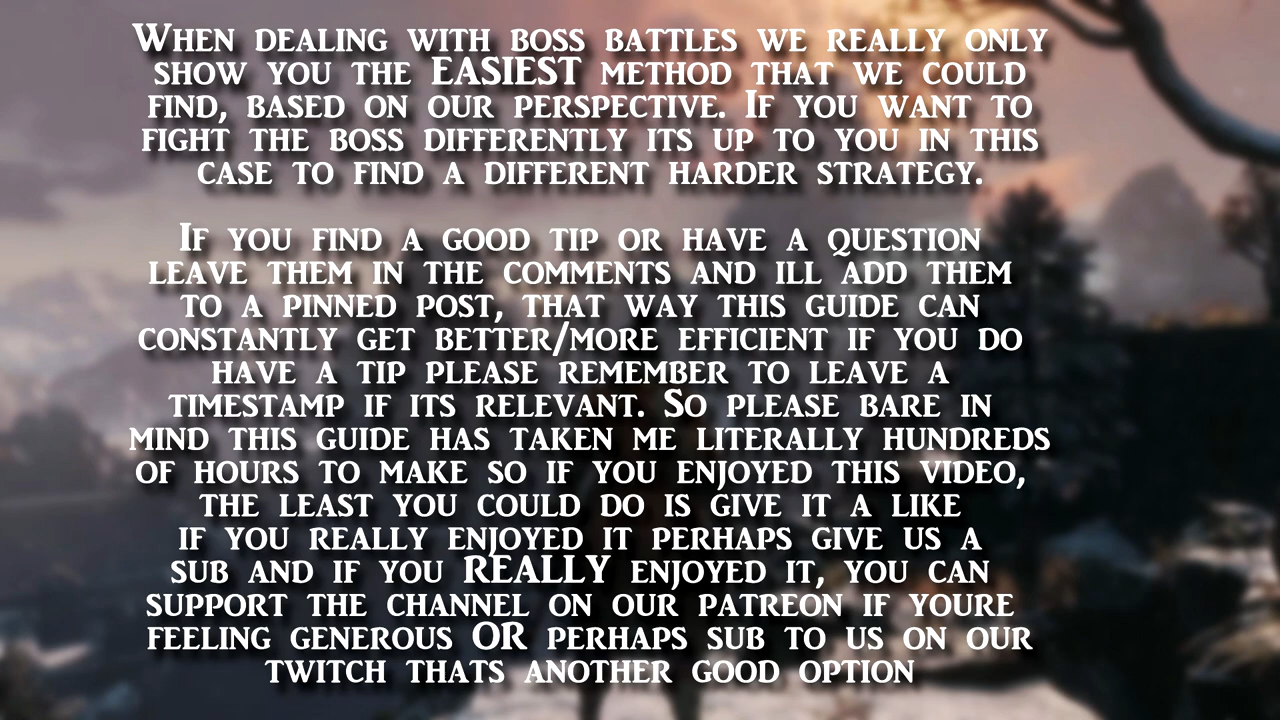 When dealing with boss battles we really only
show you the EASIEST method that we could
find, based on our perspective. If you want to
fight the boss differently its up to you in this
case to find a different harder strategy.
If you find a good tip or have a question
leave them in the comments and ill add them
to a pinned post, that way this guide can
constantly get better/more efficient if you do
have a tip please remember to leave a
timestamp if its relevant. So please bare in
mind this guide has taken me literally hundreds
of hours to make so if you enjoyed this video,
the least you could do is give it a like
if you really enjoyed it perhaps give us a
sub and if you REALLY enjoyed it, you can
support the channel on our patreon if youre
feeling generous OR perhaps sub to us on our
twitch thats another good option